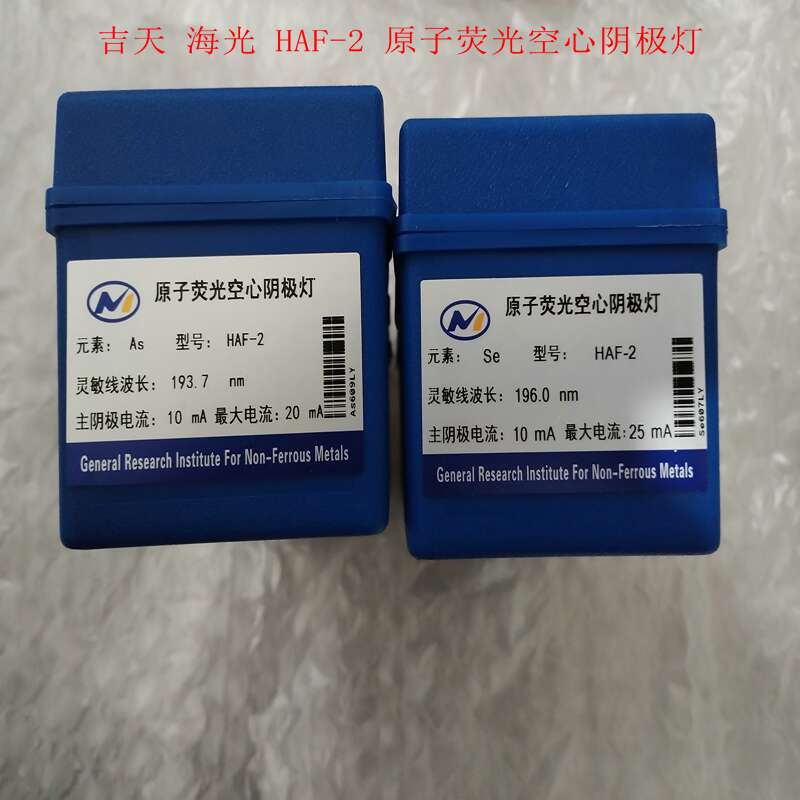 吉天 海光 HAF-2 原子荧光空心阴极灯
原子荧光空心阴极灯
元素: As 型号: HAF-2
灵敏线波长: 193.7 nm
主阴极电流: 10 mA 最大电流: 20 mA
AS609LY
General Research Institute For Non-Ferrous Metals
原子荧光空心阴极灯
元素: Se 型号: HAF-2
灵敏线波长: 196.0 nm
主阴极电流: 10 mA 最大电流: 25 mA
Se607LY
General Research Institute For Non-Ferrous Metals